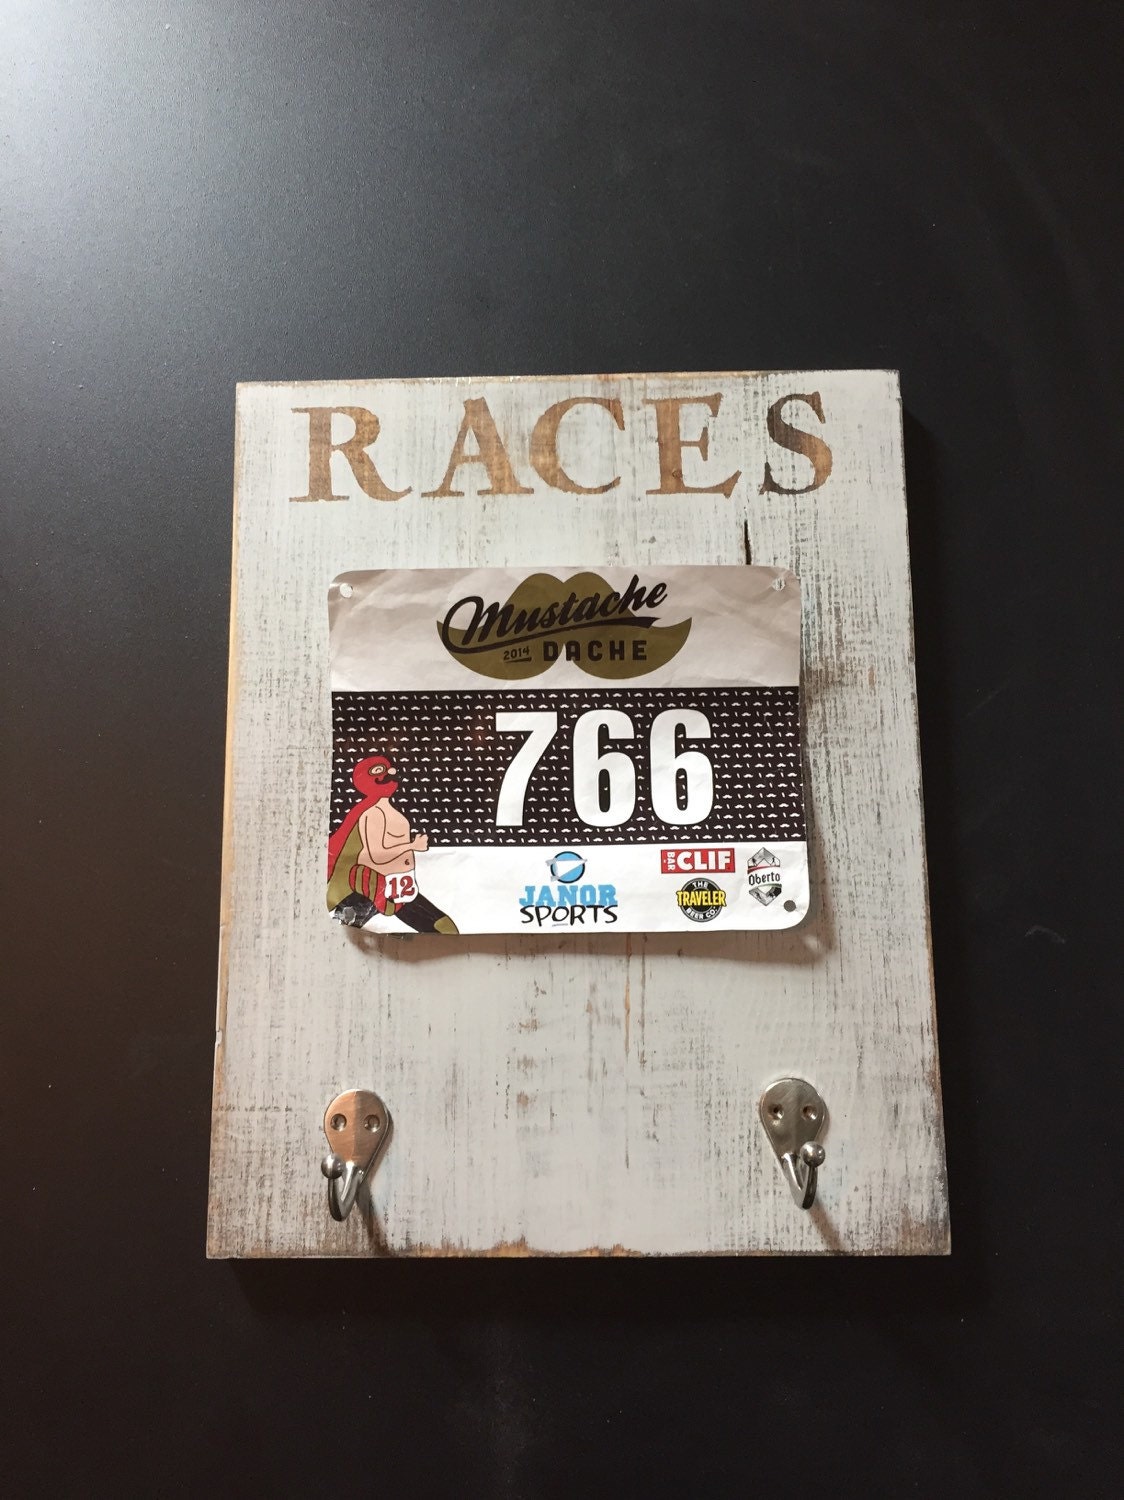 RACES
Mustache
2014 DACHE
766
12
JANOR
SPORTS
CLIF
BAR
THE
TRAVELER
BEER CO.
Oberto